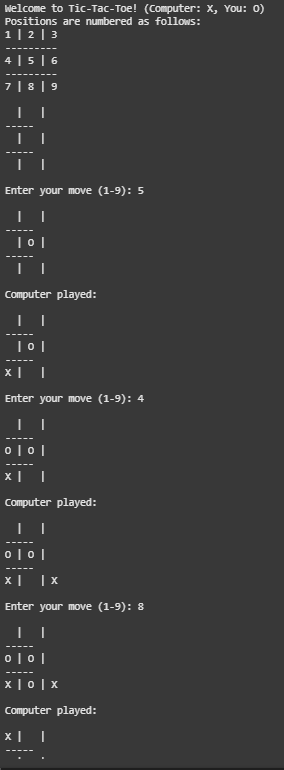 Welcome to Tic-Tac-Toe! (Computer: X, You: O)
Positions are numbered as follows:
1 | 2 | 3
---------
4 | 5 | 6
---------
7 | 8 | 9
  |   |
-----
  |   |
-----
  |   |
Enter your move (1-9): 5
  |   |
-----
  | O |
-----
  |   |
Computer played:
  |   |
-----
  | O |
-----
X |   |
Enter your move (1-9): 4
  |   |
-----
O | O |
-----
X |   |
Computer played:
  |   |
-----
O | O |
-----
X |   | X
Enter your move (1-9): 8
  |   |
-----
O | O |
-----
X | O | X
Computer played:
X |   |
-----